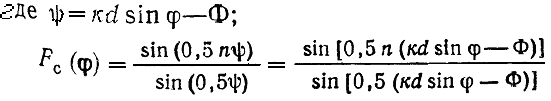 где ψ = κd sin φ—Φ;
F_c (φ) = sin (0,5 nψ) / sin (0,5ψ) = sin [0,5 n (κd sin φ — Φ)] / sin [0,5 (κd sin φ — Φ)]